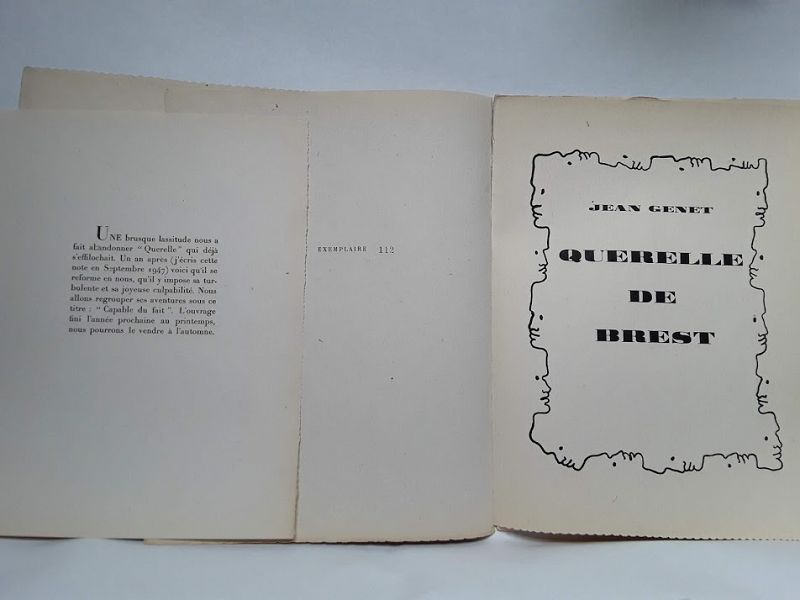 UNE brusque lassitude nous a
fait abandonner "Querelle" qui déjà
s'effilochait. Un an après (j'écris cette
note en Septembre 1947) voici qu'il se
reforme en nous, qu'il y impose sa tur-
bulente et sa joyeuse culpabilité. Nous
allons regrouper ses aventures sous ce
titre : "Capable du fait". L'ouvrage
fini l'année prochaine au printemps,
nous pourrons le vendre à l'automne.
EXEMPLAIRE 112
JEAN GENET
QUERELLE
DE
BREST